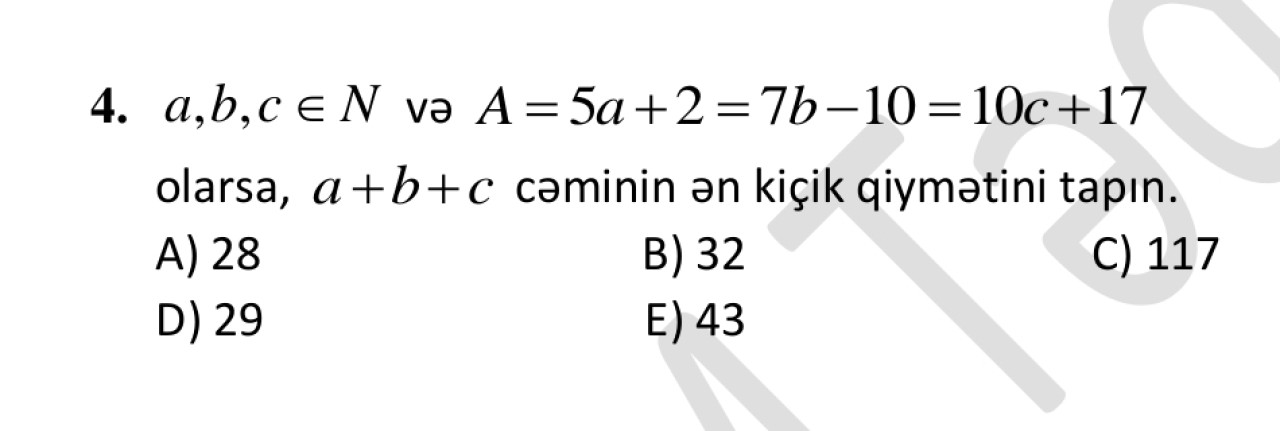 4. a,b,c ∈ N və A = 5a + 2 = 7b − 10 = 10c + 17
olarsa, a + b + c cəminin ən kiçik qiymətini tapın.
A) 28 B) 32 C) 117
D) 29 E) 43